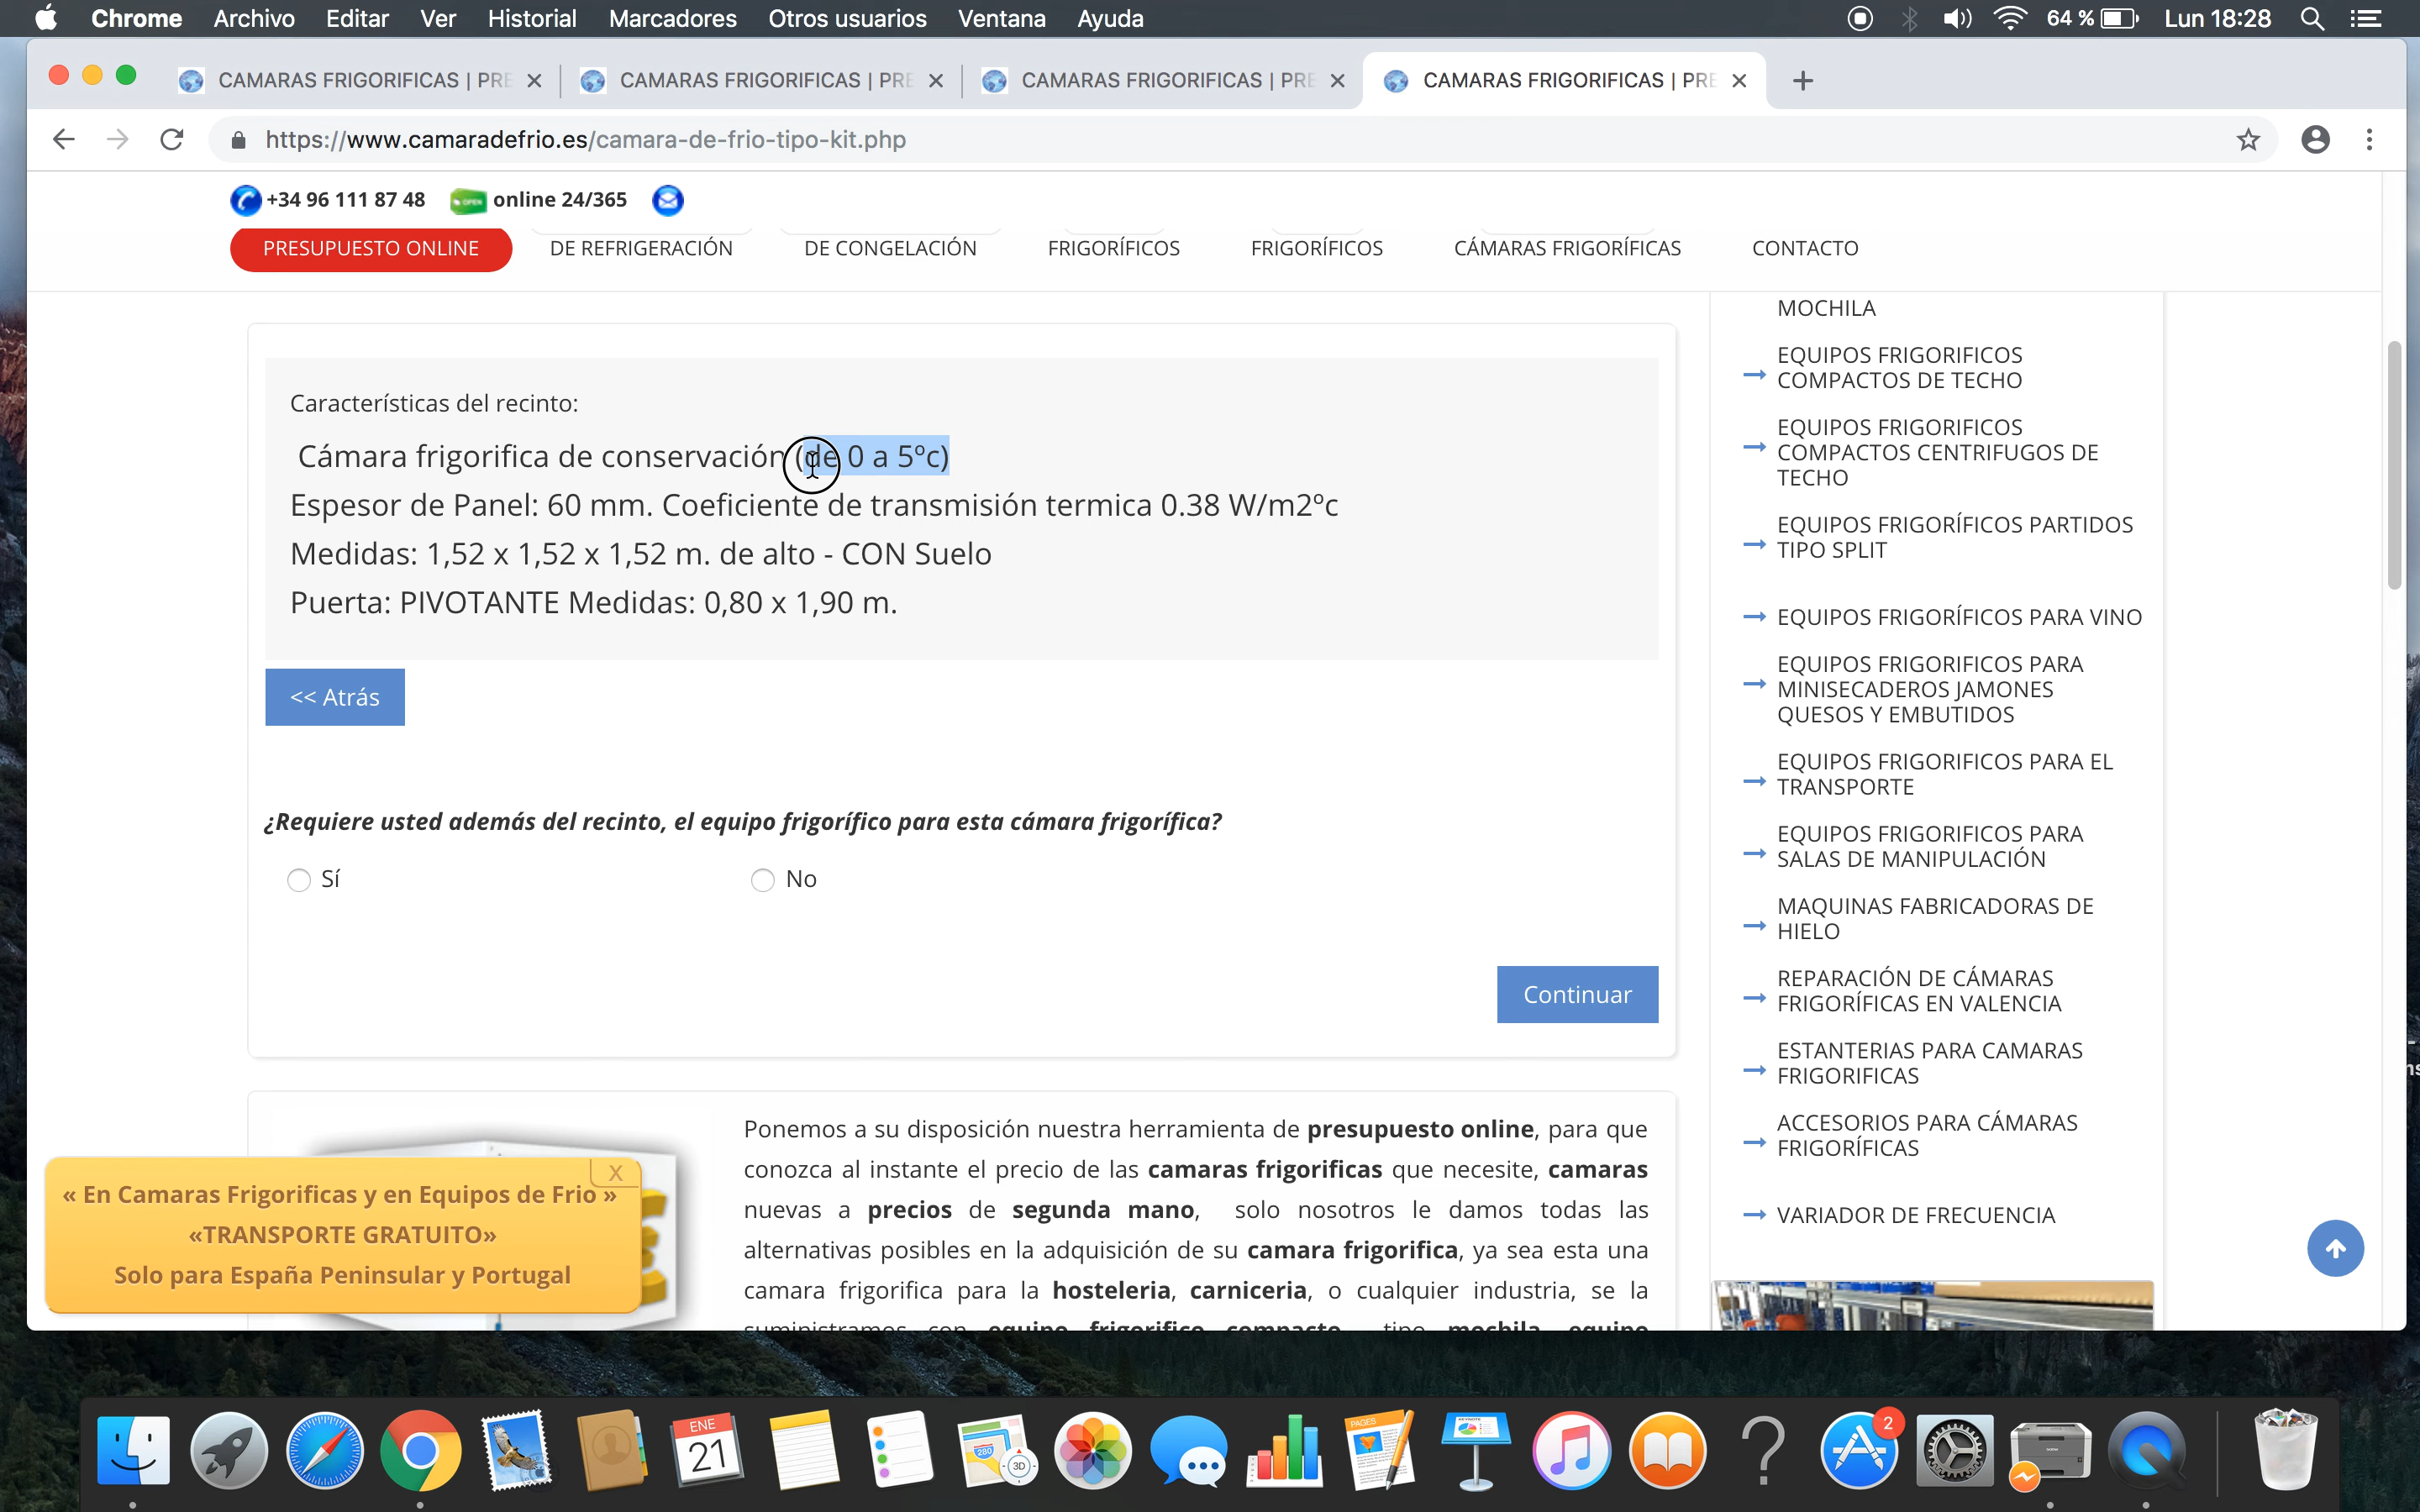 Chrome Archivo Editar Ver Historial Marcadores Otros usuarios Ventana Ayuda 64 % Lun 18:28
CAMARAS FRIGORIFICAS | PRE CAMARAS FRIGORIFICAS | PRE CAMARAS FRIGORIFICAS | PRE CAMARAS FRIGORIFICAS | PRE
https://www.camaradefrio.es/camara-de-frio-tipo-kit.php
+34 96 111 87 48 OPEN online 24/365
PRESUPUESTO ONLINE DE REFRIGERACIÓN DE CONGELACIÓN FRIGORÍFICOS FRIGORÍFICOS CÁMARAS FRIGORÍFICAS CONTACTO
Características del recinto:
Cámara frigorifica de conservación (de 0 a 5ºc)
Espesor de Panel: 60 mm. Coeficiente de transmisión termica 0.38 W/m2ºc
Medidas: 1,52 x 1,52 x 1,52 m. de alto - CON Suelo
Puerta: PIVOTANTE Medidas: 0,80 x 1,90 m.
<< Atrás
¿Requiere usted además del recinto, el equipo frigorífico para esta cámara frigorífica?
Sí No
Continuar
Ponemos a su disposición nuestra herramienta de presupuesto online, para que
conozca al instante el precio de las camaras frigorificas que necesite, camaras
nuevas a precios de segunda mano, solo nosotros le damos todas las
alternativas posibles en la adquisición de su camara frigorifica, ya sea esta una
camara frigorifica para la hosteleria, carniceria, o cualquier industria, se la
suministramos con equipo frigorifico compacto tipo mochila, equipo
X
« En Camaras Frigorificas y en Equipos de Frio »
«TRANSPORTE GRATUITO»
Solo para España Peninsular y Portugal
MOCHILA
EQUIPOS FRIGORIFICOS
COMPACTOS DE TECHO
EQUIPOS FRIGORIFICOS
COMPACTOS CENTRIFUGOS DE
TECHO
EQUIPOS FRIGORÍFICOS PARTIDOS
TIPO SPLIT
EQUIPOS FRIGORÍFICOS PARA VINO
EQUIPOS FRIGORIFICOS PARA
MINISECADEROS JAMONES
QUESOS Y EMBUTIDOS
EQUIPOS FRIGORIFICOS PARA EL
TRANSPORTE
EQUIPOS FRIGORIFICOS PARA
SALAS DE MANIPULACIÓN
MAQUINAS FABRICADORAS DE
HIELO
REPARACIÓN DE CÁMARAS
FRIGORÍFICAS EN VALENCIA
ESTANTERIAS PARA CAMARAS
FRIGORIFICAS
ACCESORIOS PARA CÁMARAS
FRIGORÍFICAS
VARIADOR DE FRECUENCIA
ENE
21
280
3D
PAGES
?
2